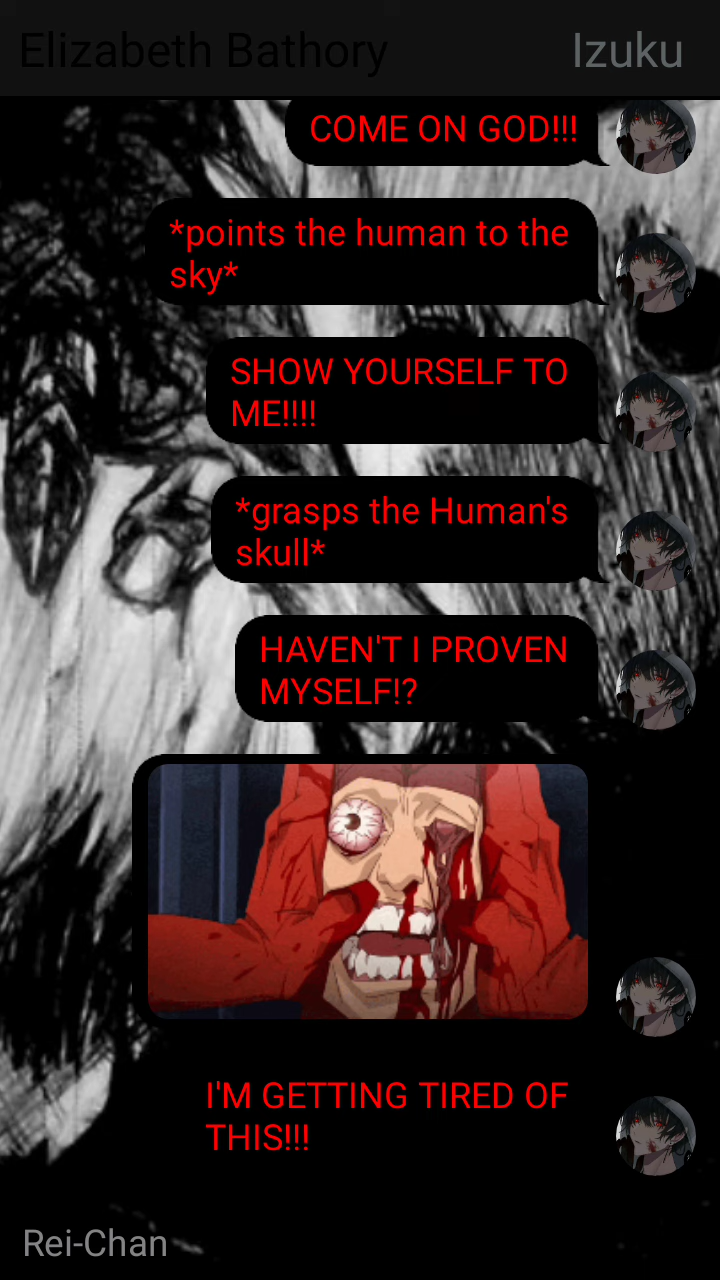 Elizabeth Bathory
Izuku
COME ON GOD!!!
*points the human to the
sky*
SHOW YOURSELF TO
ME!!!!
*grasps the Human's
skull*
HAVEN'T I PROVEN
MYSELF!?
I'M GETTING TIRED OF
THIS!!!
Rei-Chan